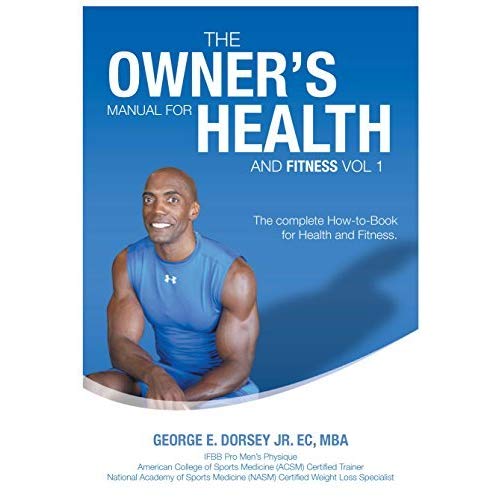 THE
OWNER'S
MANUAL FOR
HEALTH
AND FITNESS VOL 1
The complete How-to-Book
for Health and Fitness.
GEORGE E. DORSEY JR. EC, MBA
IFBB Pro Men's Physique
American College of Sports Medicine (ACSM) Certified Trainer
National Academy of Sports Medicine (NASM) Certified Weight Loss Specialist